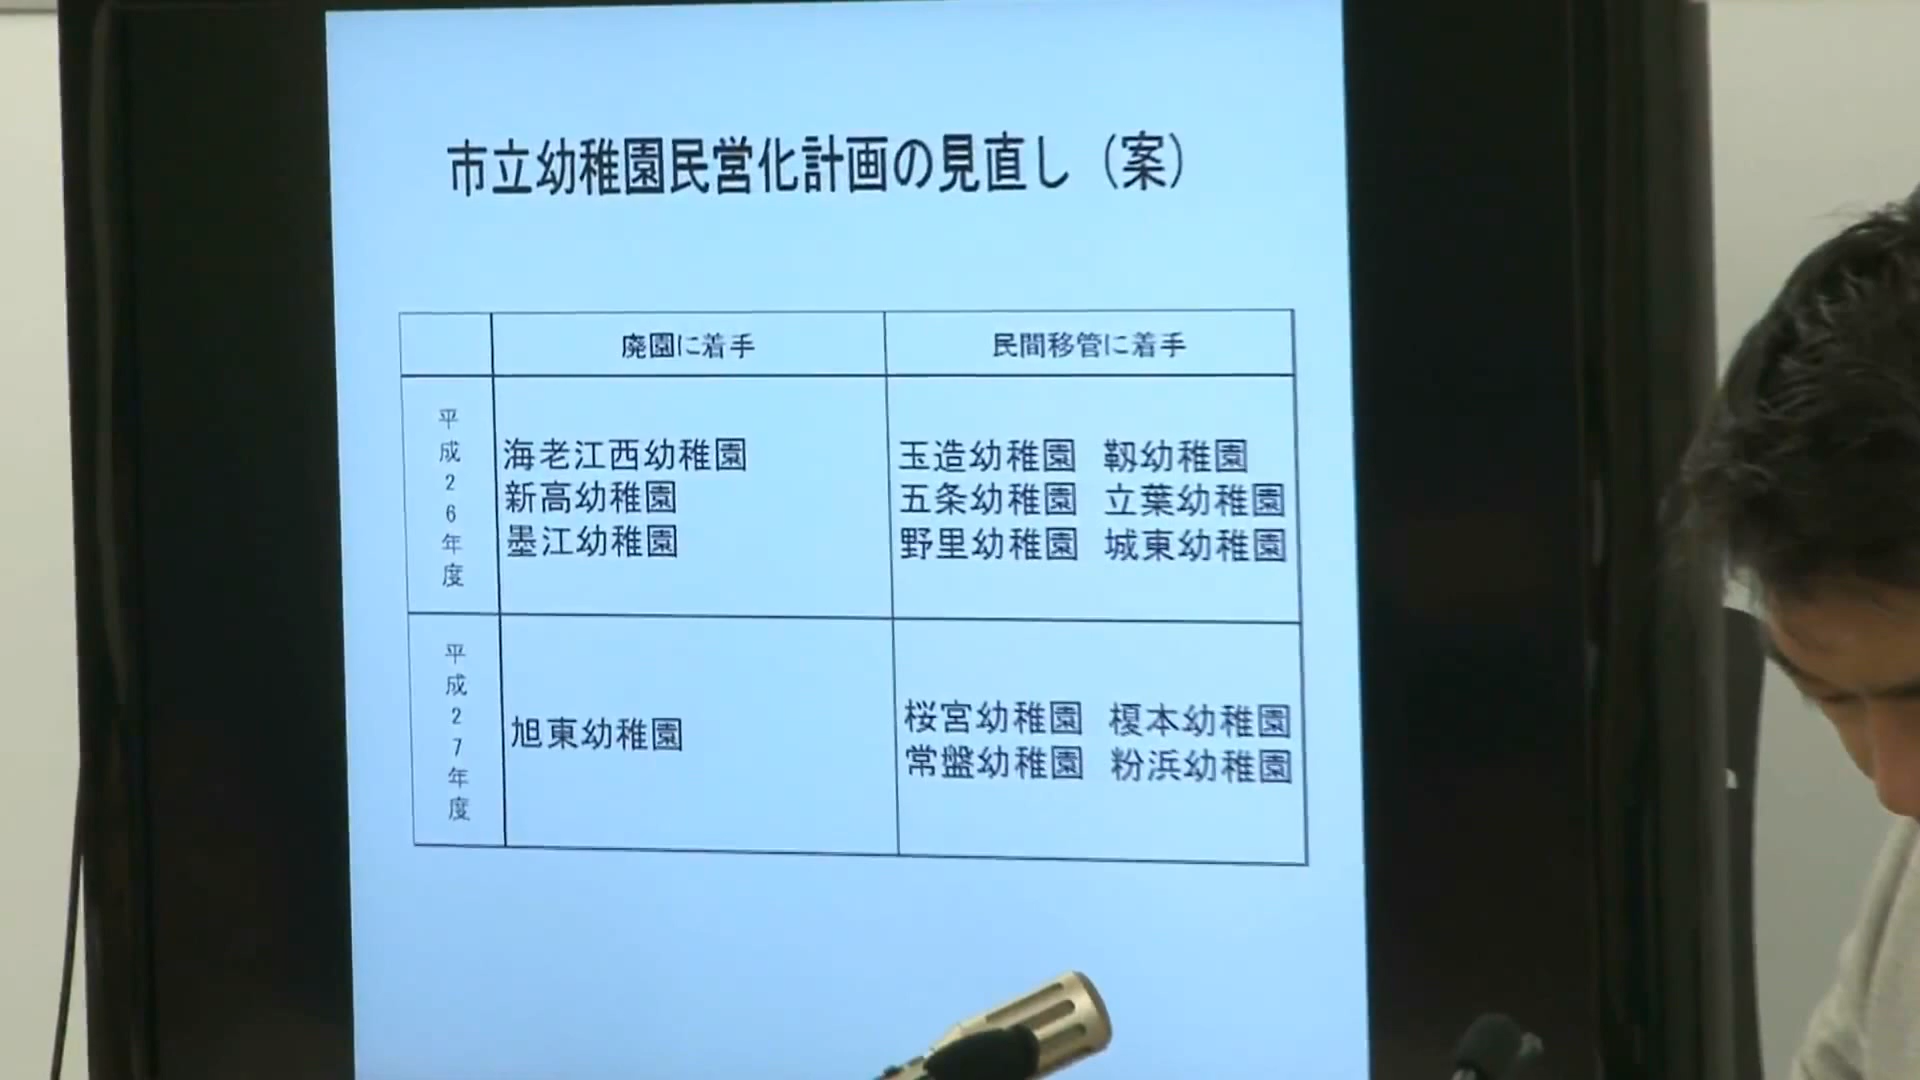 市立幼稚園民営化計画の見直し（案）
廃園に着手 民間移管に着手
平成26年度
海老江西幼稚園
新高幼稚園
墨江幼稚園
玉造幼稚園 靱幼稚園
五条幼稚園 立葉幼稚園
野里幼稚園 城東幼稚園
平成27年度
旭東幼稚園
桜宮幼稚園 榎本幼稚園
常盤幼稚園 粉浜幼稚園